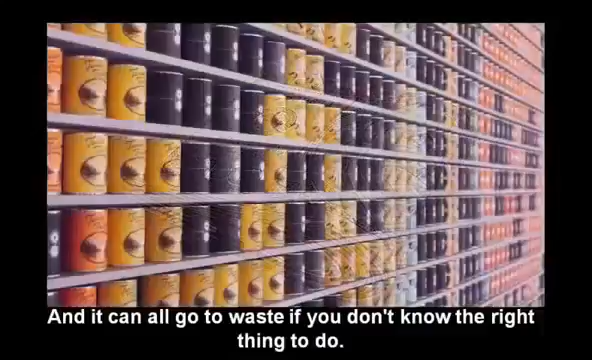 And it can all go to waste if you don't know the right
thing to do.